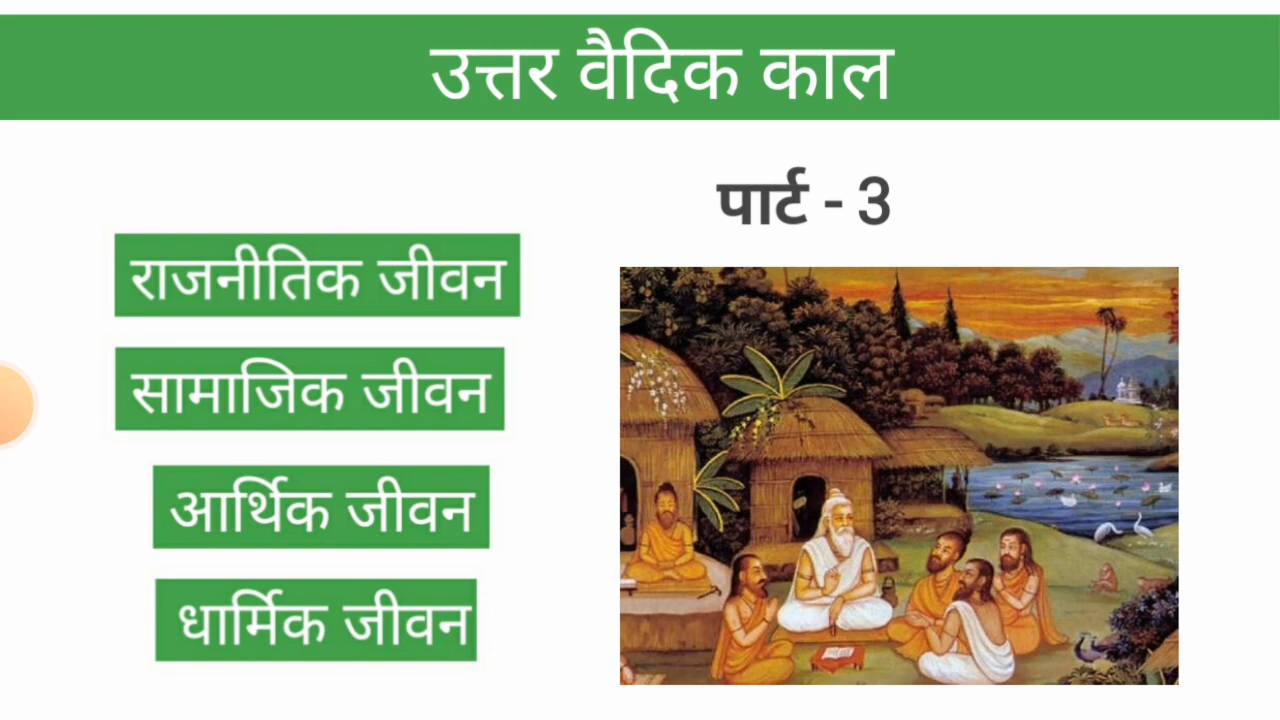 उत्तर वैदिक काल
पार्ट - 3
राजनीतिक जीवन
सामाजिक जीवन
आर्थिक जीवन
धार्मिक जीवन